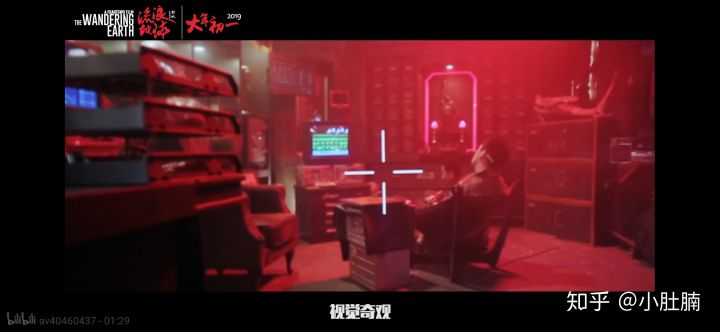 A FRANT GWO FILM
THE WANDERING
EARTH
流浪
地球
大年初一
2019
视觉奇观
bilibili av40460437 - 01:29
知乎 @小肚腩